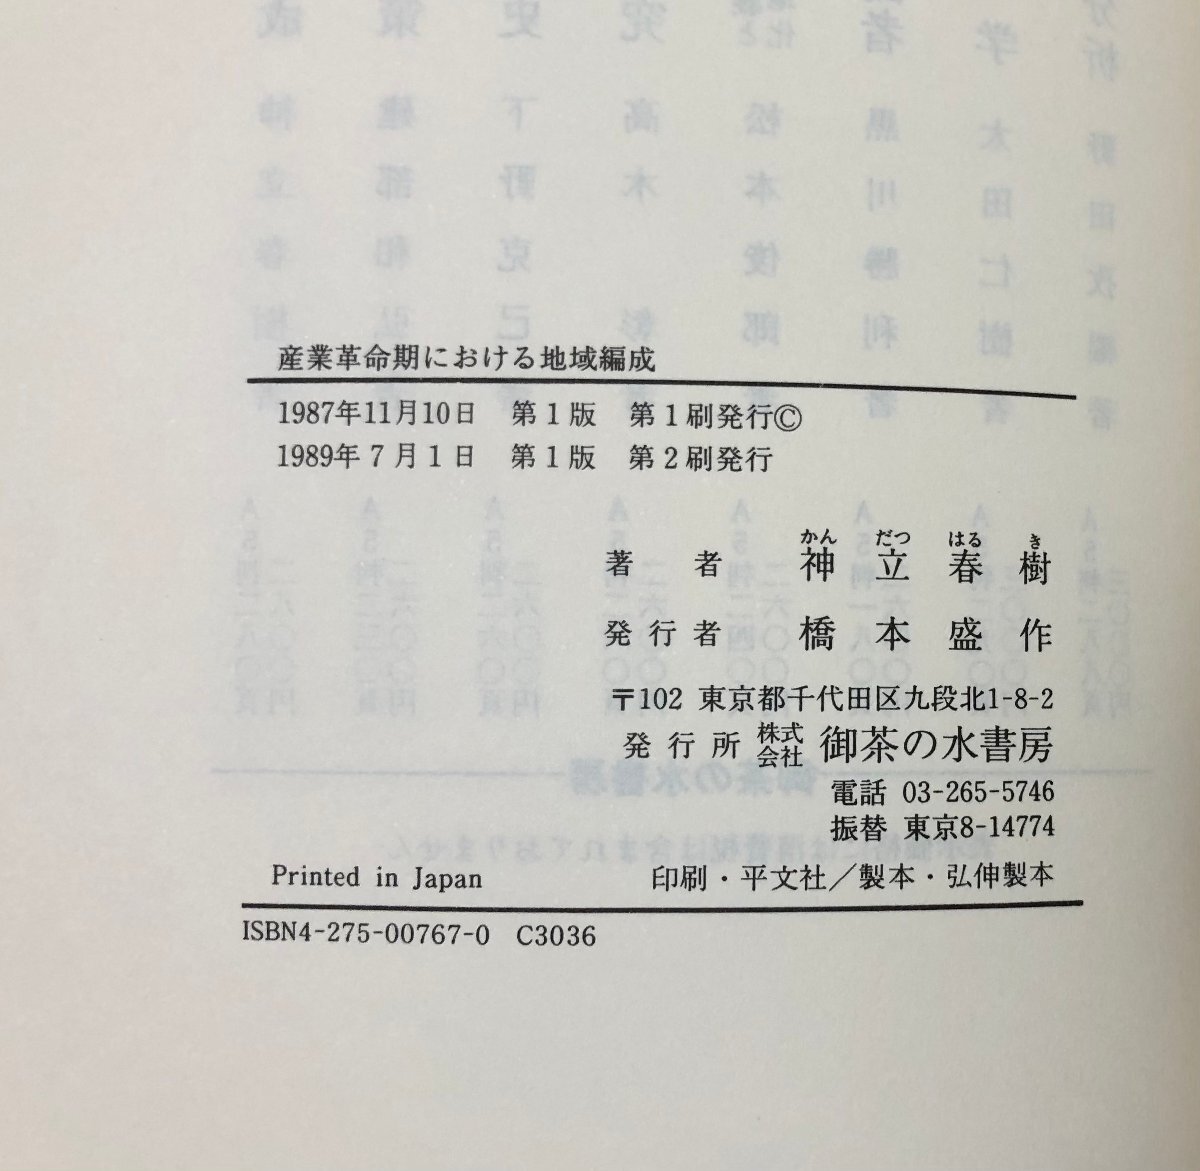 産業革命期における地域編成
1987年11月10日 第1版 第1刷発行©
1989年7月1日 第1版 第2刷発行
かん だつ はる き
著者 神立春樹
発行者 橋本盛作
〒102 東京都千代田区九段北1-8-2
発行所 株式会社 御茶の水書房
電話 03-265-5746
振替 東京8-14774
Printed in Japan 印刷・平文社／製本・弘伸製本
ISBN4-275-00767-0 C3036